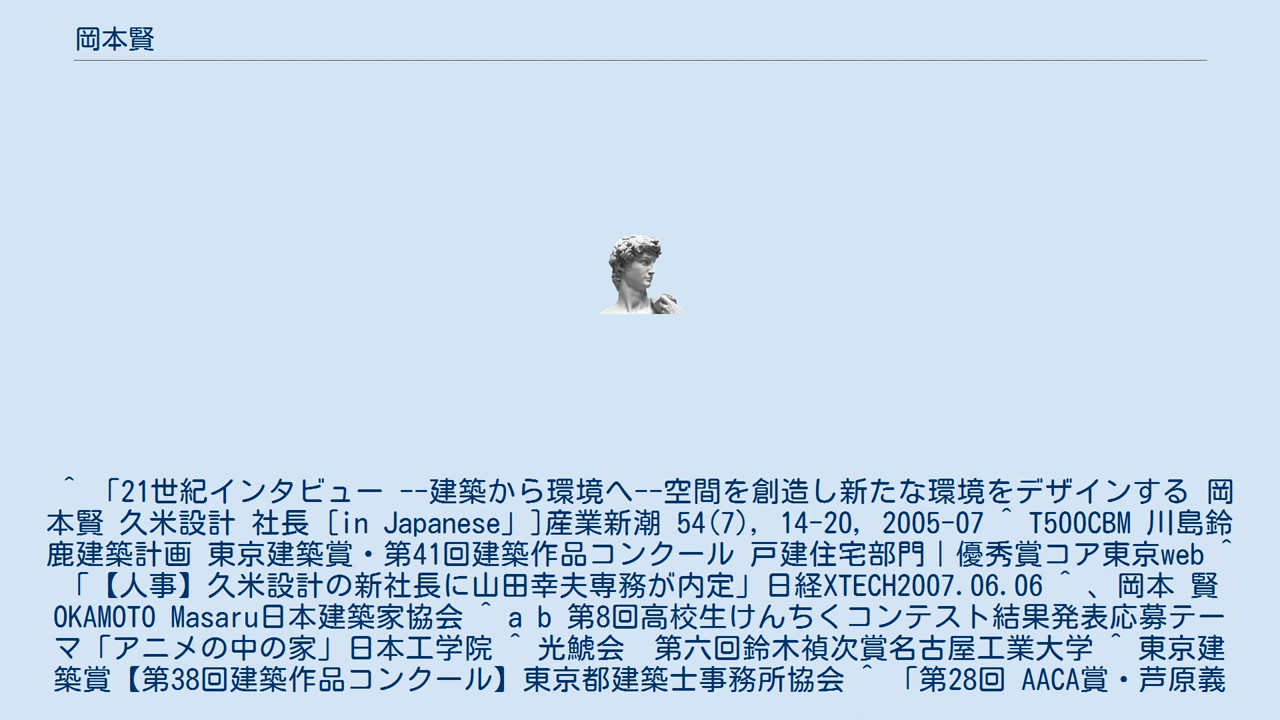 岡本賢
^ 「21世紀インタビュー --建築から環境へ--空間を創造し新たな環境をデザインする 岡
本賢 久米設計 社長 [in Japanese」]産業新潮 54(7), 14-20, 2005-07 ^ T500CBM 川島鈴
鹿建築計画 東京建築賞・第41回建築作品コンクール 戸建住宅部門｜優秀賞コア東京web ^
「【人事】久米設計の新社長に山田幸夫専務が内定」日経XTECH2007.06.06 ^ 、岡本 賢
OKAMOTO Masaru日本建築家協会 ^ a b 第8回高校生けんちくコンテスト結果発表応募テー
マ「アニメの中の家」日本工学院 ^ 光鯱会　第六回鈴木禎次賞名古屋工業大学 ^ 東京建
築賞【第38回建築作品コンクール】東京都建築士事務所協会 ^ 「第28回 AACA賞・芦原義